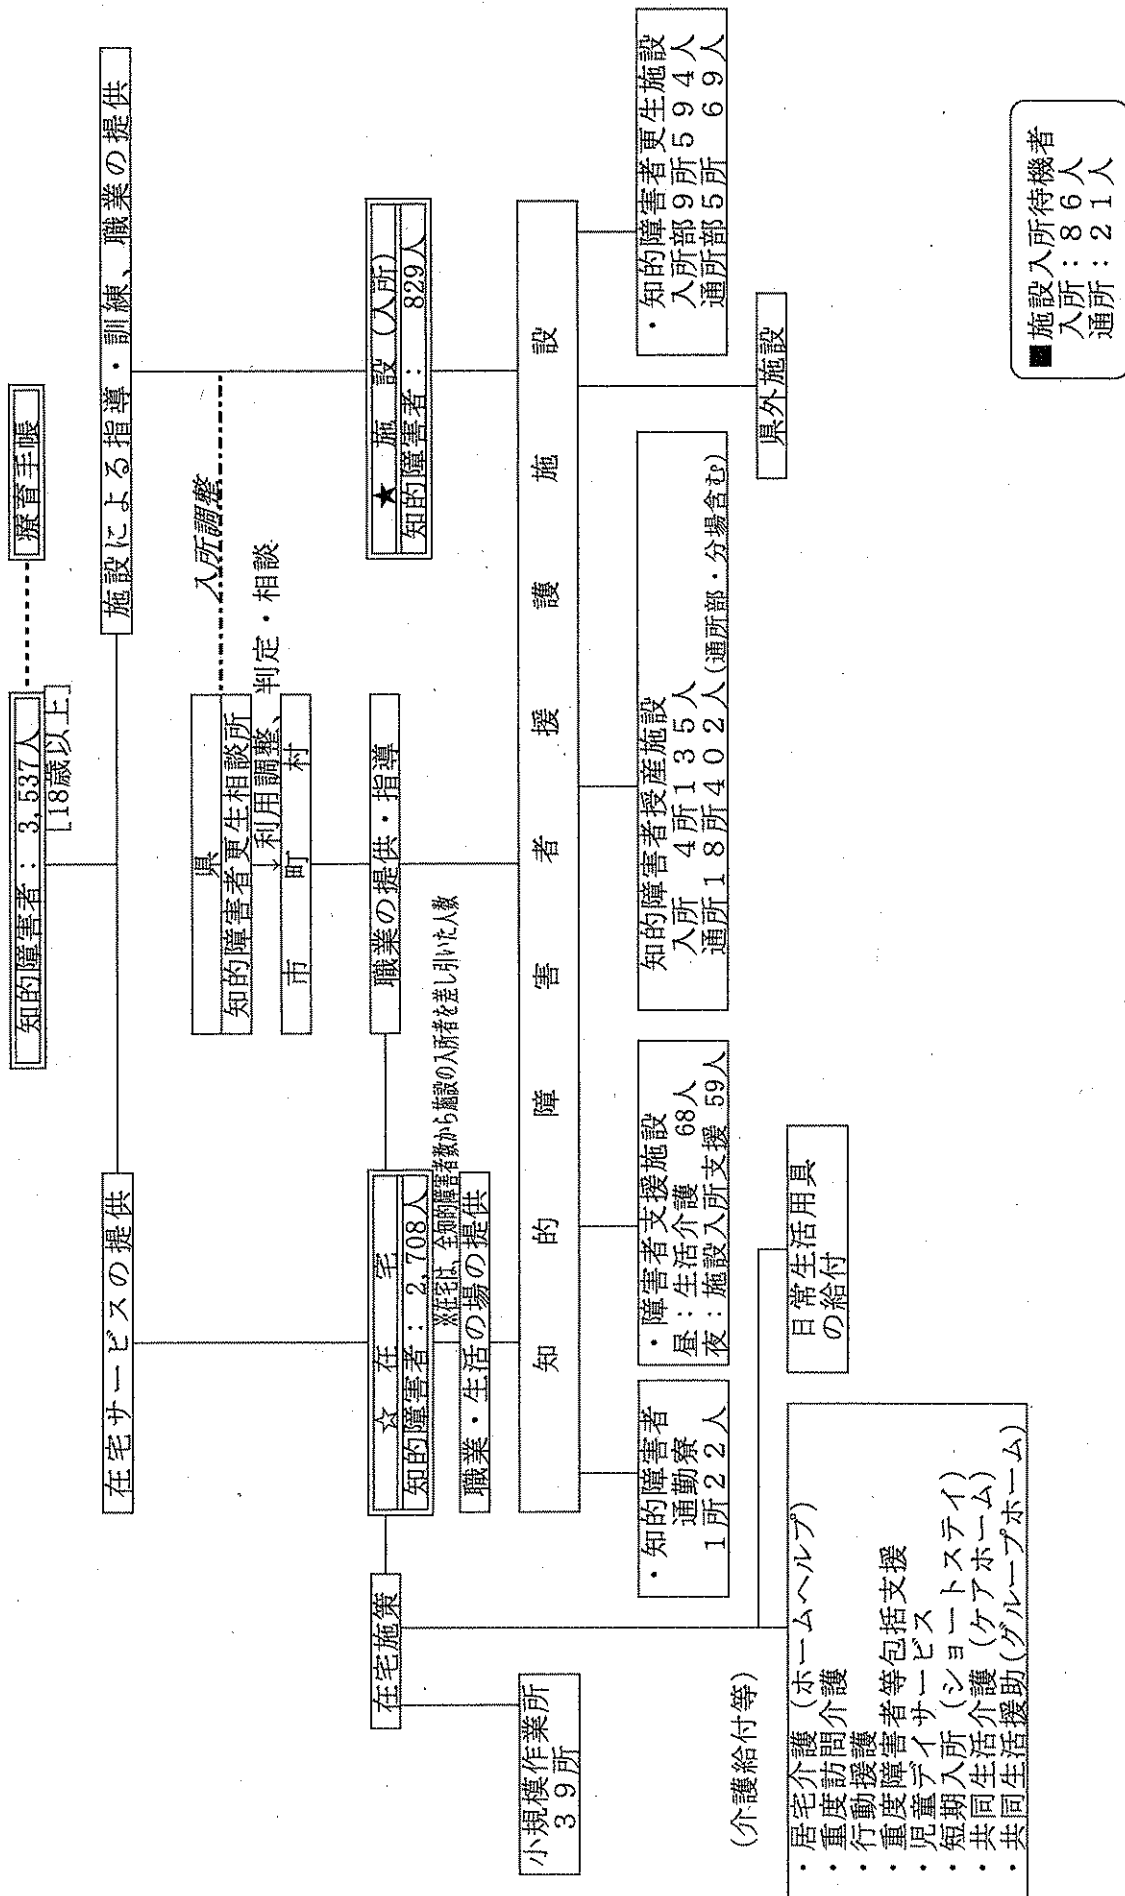 知的障害者：3,537人
[18歳以上]
療育手帳
在宅サービスの提供
施設による指導・訓練、職業の提供
県
知的障害者更生相談所
入所調整
↓利用調整、判定・相談
市町村
在宅施策
☆ 在宅
知的障害者：2,708人
※在宅は、全知的障害者数から施設の入所者を差し引いた人数
職業の提供・指導
★ 施設（入所）
知的障害者：829人
職業・生活の場の提供
小規模作業所
３９所
知的障害者援護施設
・知的障害者
通勤寮
１所２２人
・障害者支援施設
昼：生活介護 68人
夜：施設入所支援 59人
知的障害者授産施設
入所 ４所１３５人
通所１８所４０２人(通所部・分場含む)
・知的障害者更生施設
入所部９所５９４人
通所部５所 ６９人
(介護給付等)
・居宅介護（ホームヘルプ）
・重度訪問介護
・行動援護
・重度障害者等包括支援
・児童デイサービス
・短期入所（ショートステイ）
・共同生活介護（ケアホーム）
・共同生活援助(グループホーム)
日常生活用具
の給付
県外施設
■施設入所待機者
入所：８６人
通所：２１人